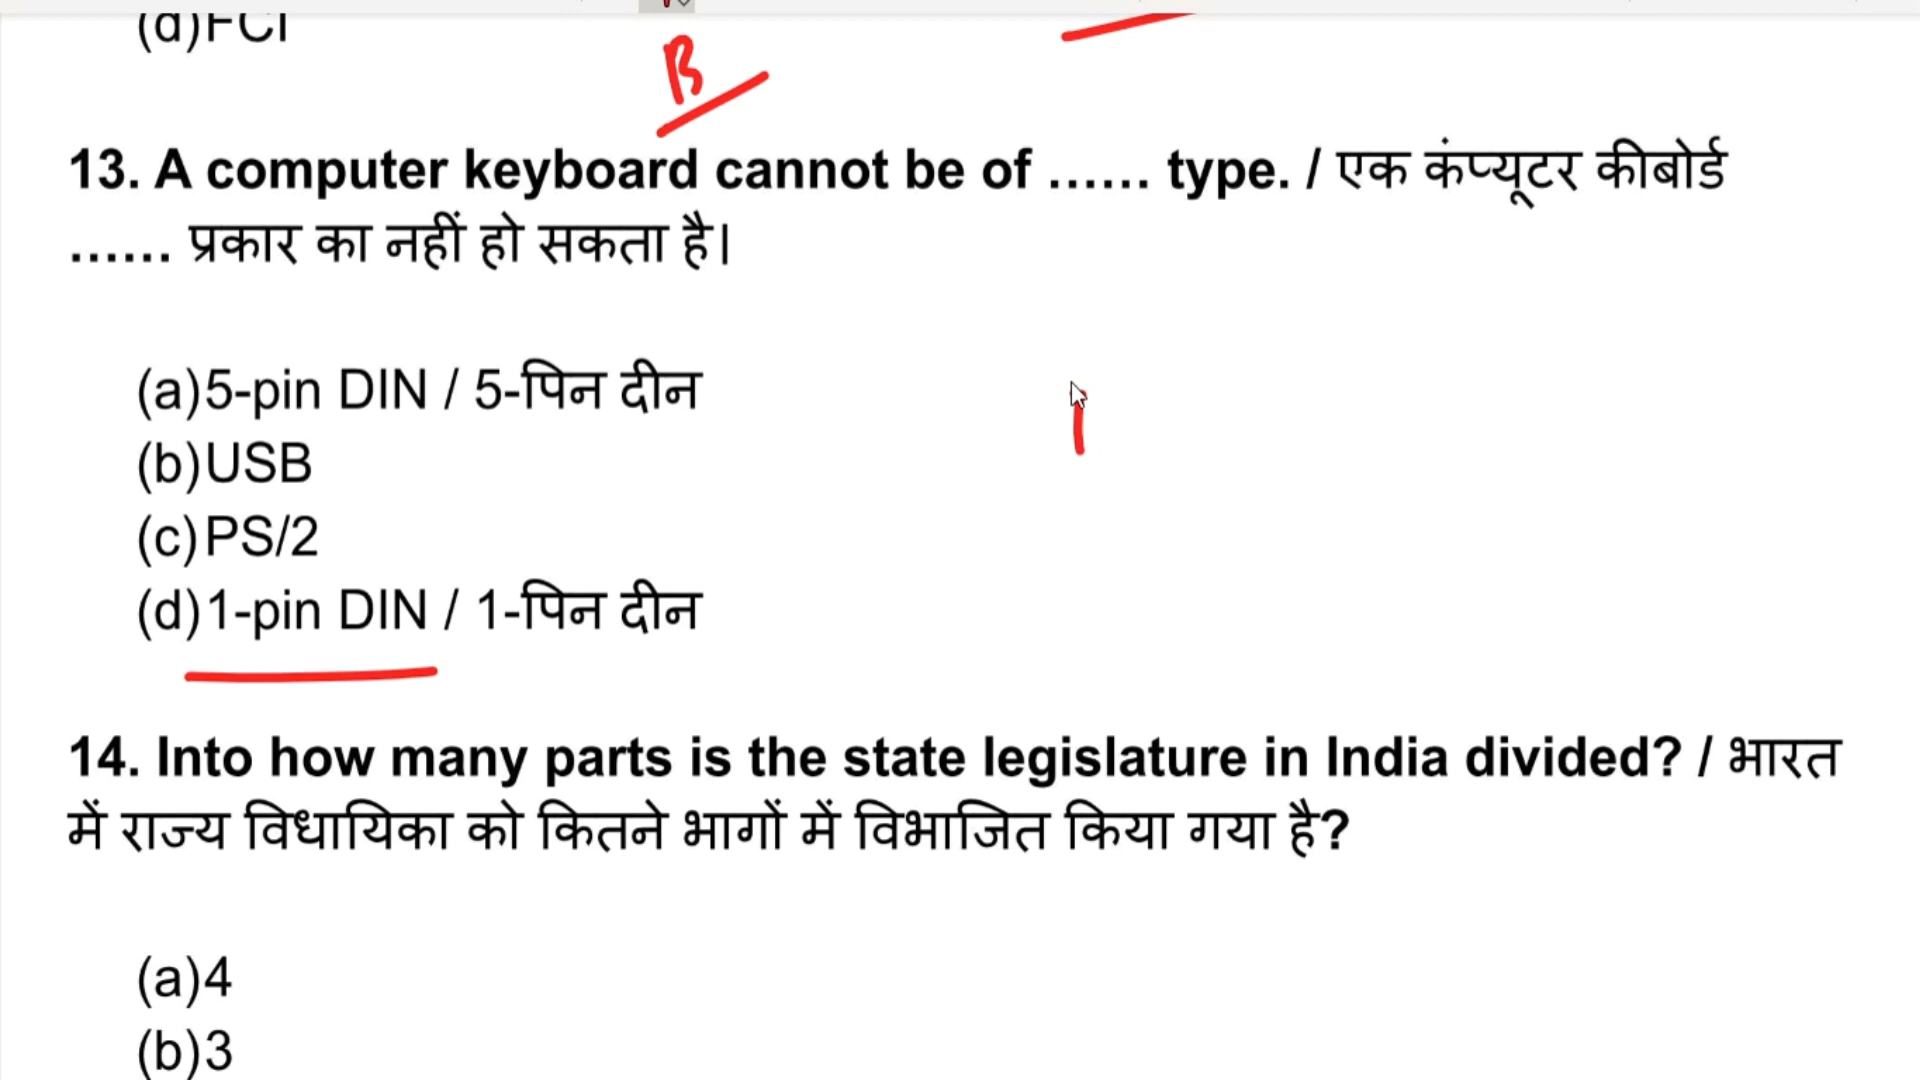 (d)FCI
B
13. A computer keyboard cannot be of ...... type. / एक कंप्यूटर कीबोर्ड
...... प्रकार का नहीं हो सकता है।
(a)5-pin DIN / 5-पिन दीन
(b)USB
(c)PS/2
(d)1-pin DIN / 1-पिन दीन
14. Into how many parts is the state legislature in India divided? / भारत
में राज्य विधायिका को कितने भागों में विभाजित किया गया है?
(a)4
(b)3